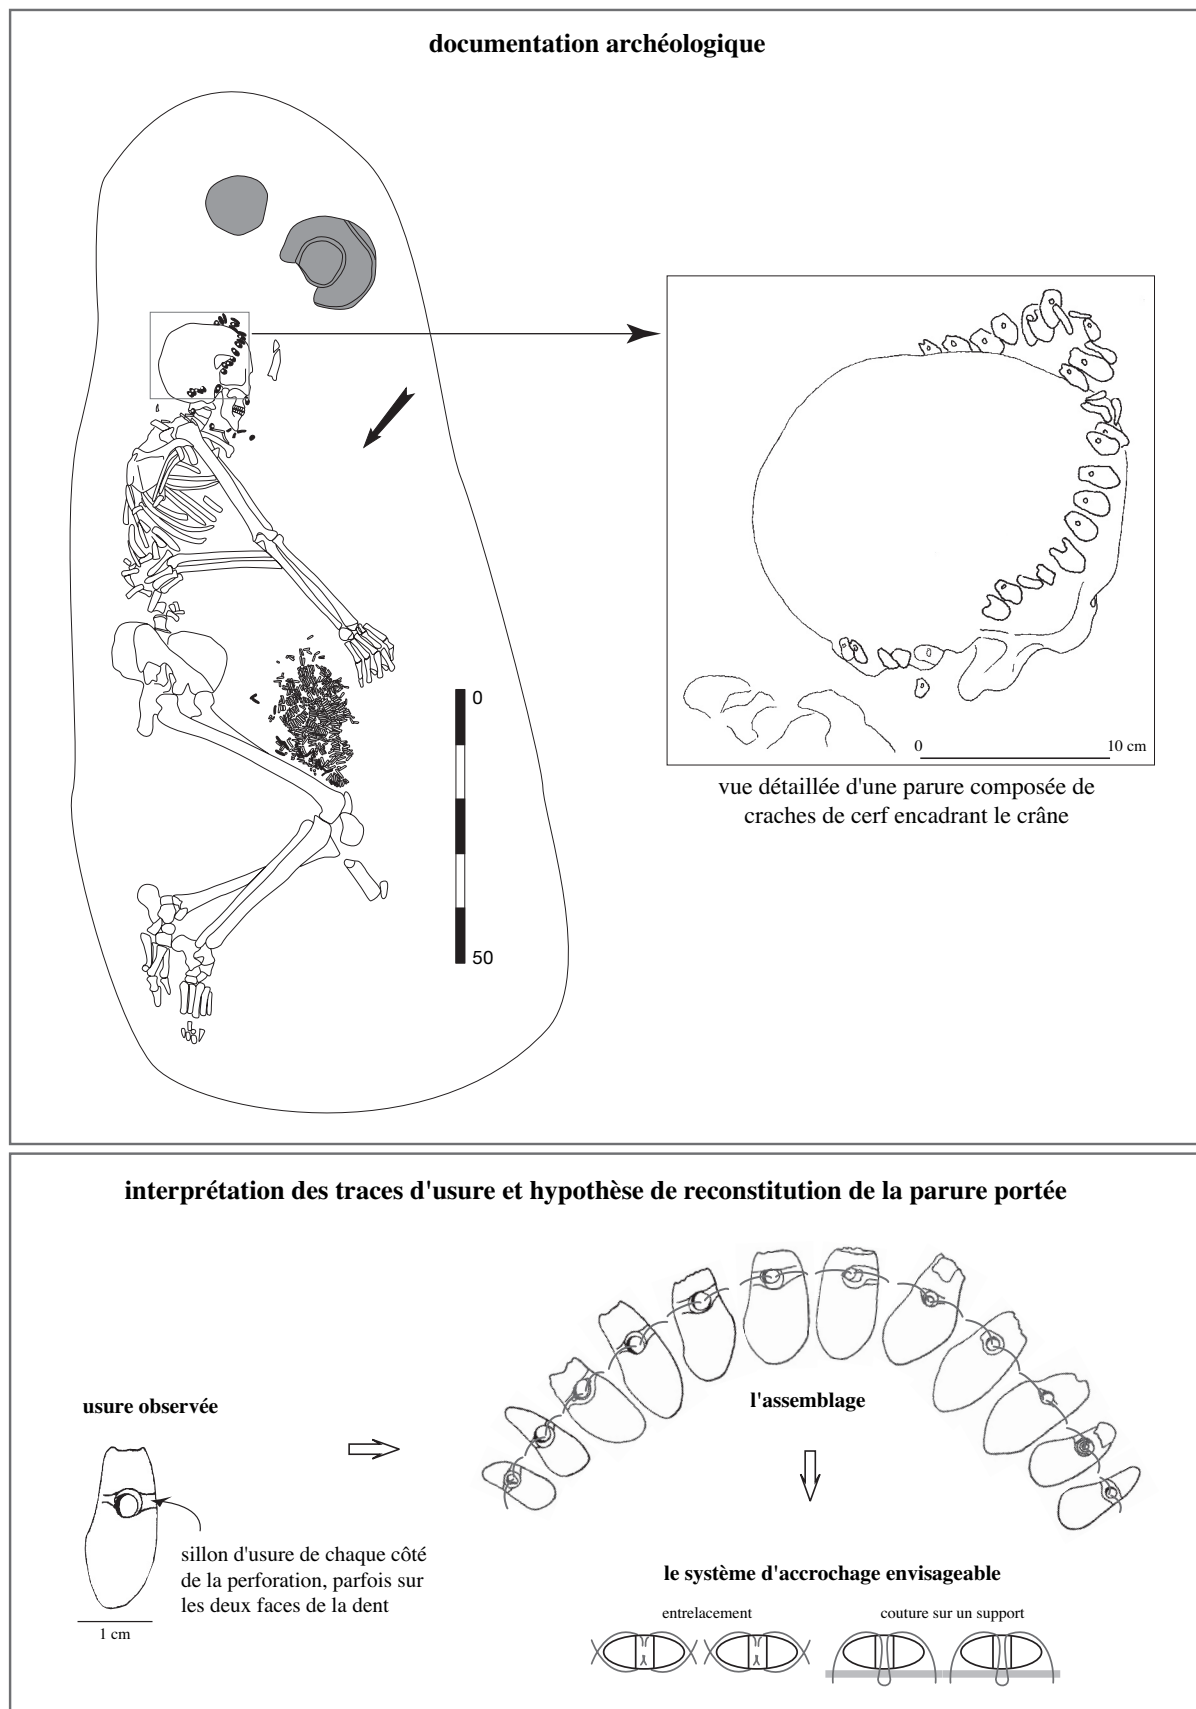 documentation archéologique
0
50
0
10 cm
vue détaillée d'une parure composée de
craches de cerf encadrant le crâne
interprétation des traces d'usure et hypothèse de reconstitution de la parure portée
usure observée
l'assemblage
sillon d'usure de chaque côté
de la perforation, parfois sur
les deux faces de la dent
1 cm
le système d'accrochage envisageable
entrelacement
couture sur un support